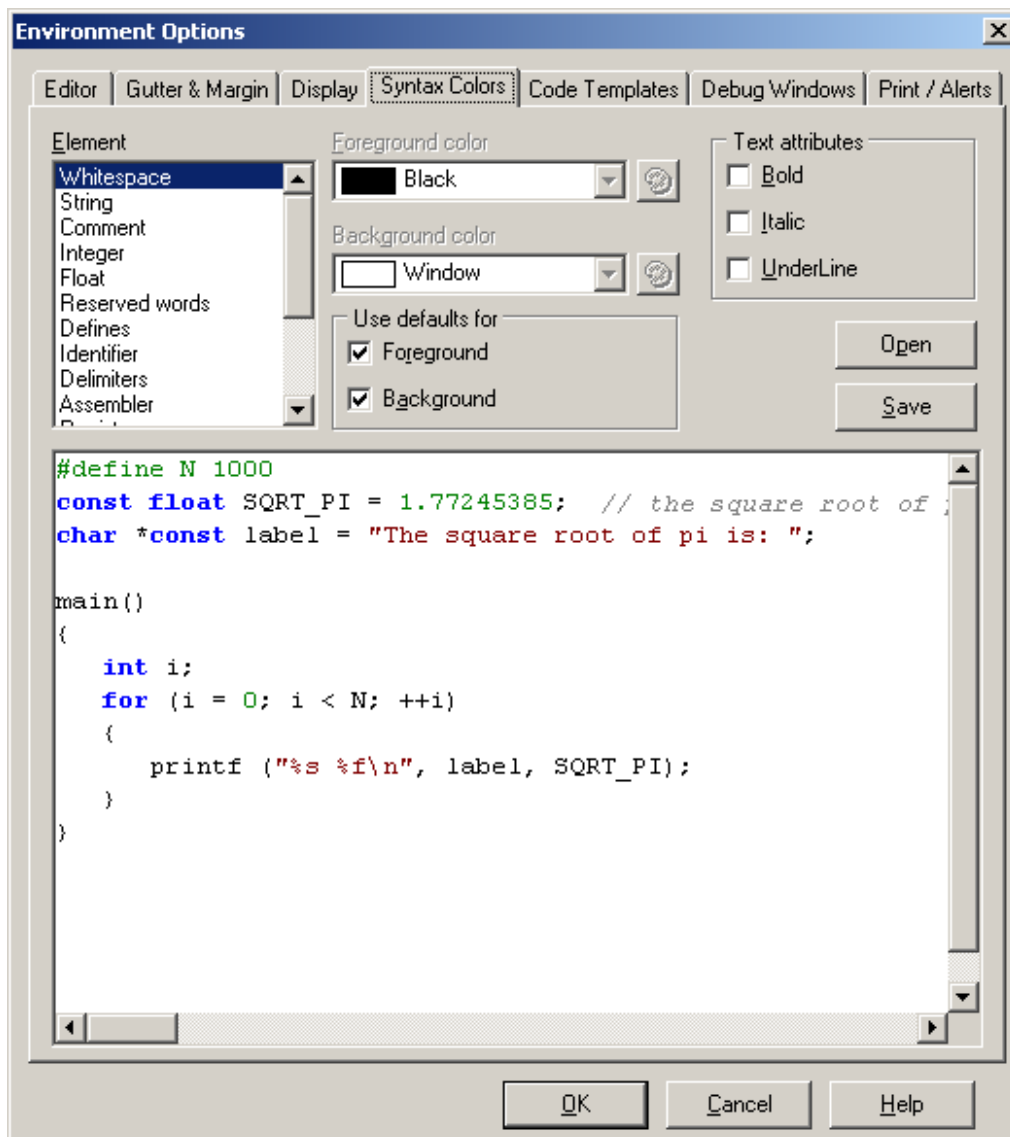 Environment Options
Editor Gutter & Margin Display Syntax Colors Code Templates Debug Windows Print / Alerts
Element
Whitespace
String
Comment
Integer
Float
Reserved words
Defines
Identifier
Delimiters
Assembler
Foreground color
Black
Background color
Window
Use defaults for
Foreground
Background
Text attributes
Bold
Italic
UnderLine
Open
Save
#define N 1000
const float SQRT_PI = 1.77245385;  // the square root of
char *const label = "The square root of pi is: ";
main()
{
   int i;
   for (i = 0; i < N; ++i)
   {
      printf ("%s %f\n", label, SQRT_PI);
   }
}
OK Cancel Help